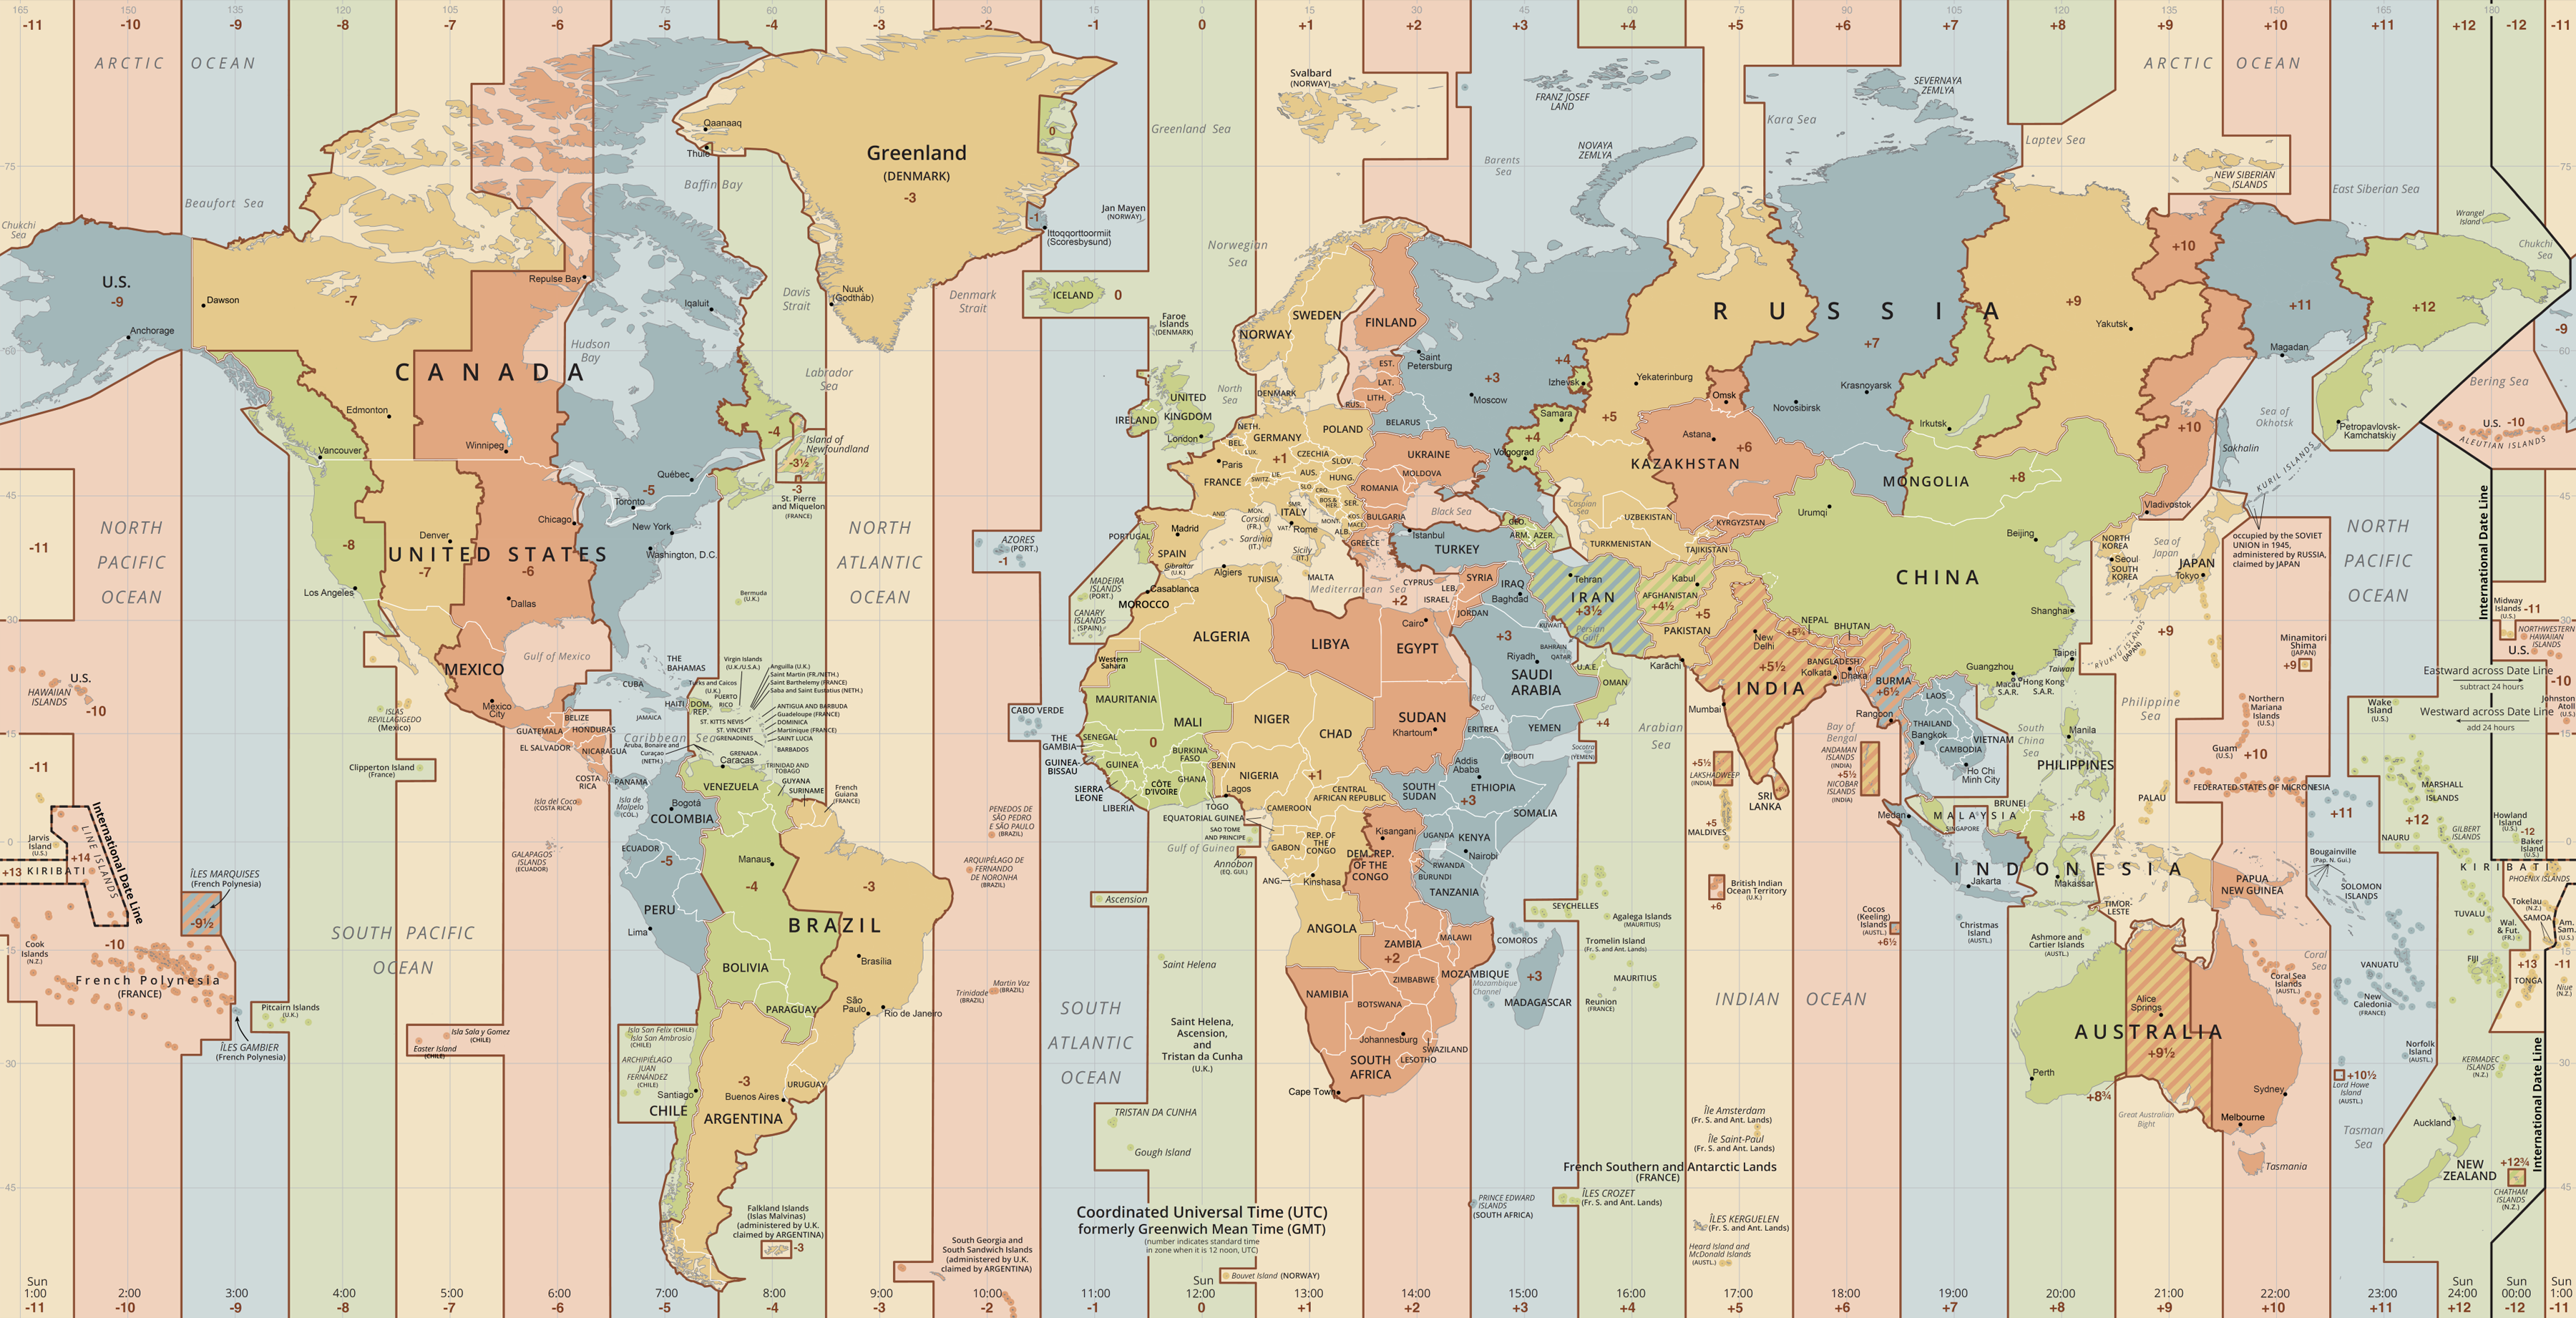 165 150 135 120 105 90 75 60 45 30 15 0 15 30 45 60 75 90 105 120 135 150 165 180
-11 -10 -9 -8 -7 -6 -5 -4 -3 -2 -1 0 +1 +2 +3 +4 +5 +6 +7 +8 +9 +10 +11 +12 -12 -11
ARCTIC OCEAN
ARCTIC OCEAN
Svalbard
(NORWAY)
FRANZ JOSEF
LAND
SEVERNAYA
ZEMLYA
Kara Sea
Laptev Sea
Greenland Sea
Barents
Sea
NOVAYA
ZEMLYA
NEW SIBERIAN
ISLANDS
East Siberian Sea
Wrangel
Island
Chukchi
Sea
Chukchi
Sea
Beaufort Sea
Qaanaaq
Thule
Baffin Bay
Greenland
(DENMARK)
-3
0
-1
Ittoqqortoormiit
(Scoresbysund)
Jan Mayen
(NORWAY)
Norwegian
Sea
Nuuk
(Godthåb)
Davis
Strait
Denmark
Strait
ICELAND 0
Faroe
Islands
(DENMARK)
U.S.
-9
Anchorage
Dawson
-7
Repulse Bay
Iqaluit
Hudson
Bay
Labrador
Sea
CANADA
Edmonton
Vancouver
Winnipeg
Québec
Toronto
-5
-4
Island of
Newfoundland
-3½
-3
St. Pierre
and Miquelon
(FRANCE)
Chicago
New York
Washington, D.C.
Denver
UNITED STATES
-8
-7
-6
Los Angeles
Dallas
NORTH
PACIFIC
OCEAN
-11
NORTH
ATLANTIC
OCEAN
AZORES
(PORT.)
-1
Bermuda
(U.K.)
MADEIRA
ISLANDS
(PORT.)
CANARY
ISLANDS
(SPAIN)
Gulf of Mexico
MEXICO
Mexico
City
ISLAS
REVILLAGIGEDO
(Mexico)
Clipperton Island
(France)
U.S.
HAWAIIAN
ISLANDS
-10
-11
THE
BAHAMAS
CUBA
Turks and Caicos
(U.K.)
Virgin Islands
(U.K./U.S.A.)
Anguilla (U.K.)
Saint Martin (FR./NETH.)
Saint Barthelemy (FRANCE)
Saba and Saint Eustatius (NETH.)
PUERTO
RICO
HAITI
DOM.
REP.
JAMAICA
ST. KITTS NEVIS
ANTIGUA AND BARBUDA
Guadeloupe (FRANCE)
DOMINICA
Martinique (FRANCE)
SAINT LUCIA
ST. VINCENT
GRENADINES
BARBADOS
GRENADA
TRINIDAD AND
TOBAGO
Caribbean Sea
Aruba, Bonaire and
Curaçao
(NETH.)
BELIZE
GUATEMALA
HONDURAS
EL SALVADOR
NICARAGUA
COSTA
RICA
PANAMA
Isla del Coco
(COSTA RICA)
Isla de
Malpelo
(COL.)
GALAPAGOS
ISLANDS
(ECUADOR)
Caracas
VENEZUELA
GUYANA
SURINAME
French
Guiana
(FRANCE)
Bogotá
COLOMBIA
ECUADOR
-5
PERU
Lima
Manaus
-4
-3
BRAZIL
BOLIVIA
Brasília
PARAGUAY
São
Paulo
Rio de Janeiro
URUGUAY
Buenos Aires
-3
ARGENTINA
Santiago
CHILE
Isla San Felix (CHILE)
Isla San Ambrosio
(CHILE)
ARCHIPIÉLAGO
JUAN
FERNÁNDEZ
(CHILE)
Isla Sala y Gomez
(CHILE)
Easter Island
(CHILE)
Falkland Islands
(Islas Malvinas)
(administered by U.K.
claimed by ARGENTINA)
-3
South Georgia and
South Sandwich Islands
(administered by U.K.
claimed by ARGENTINA)
PENEDOS DE
SÃO PEDRO
E SÃO PAULO
(BRAZIL)
ARQUIPÉLAGO DE
FERNANDO
DE NORONHA
(BRAZIL)
Martin Vaz
(BRAZIL)
Trinidade
(BRAZIL)
Jarvis
Island
(U.S.)
International Date Line
LINE ISLANDS
+14
+13 KIRIBATI
ÎLES MARQUISES
(French Polynesia)
-9½
-10
Cook
Islands
(N.Z.)
French Polynesia
(FRANCE)
ÎLES GAMBIER
(French Polynesia)
Pitcairn Islands
(U.K.)
SOUTH PACIFIC
OCEAN
SOUTH
ATLANTIC
OCEAN
Ascension
Saint Helena
Saint Helena,
Ascension,
and
Tristan da Cunha
(U.K.)
TRISTAN DA CUNHA
Gough Island
Bouvet Island (NORWAY)
Coordinated Universal Time (UTC)
formerly Greenwich Mean Time (GMT)
(number indicates standard time
in zone when it is 12 noon, UTC)
SWEDEN
NORWAY
FINLAND
Saint
Petersburg
EST.
LAT.
LITH.
RUS.
DENMARK
North
Sea
UNITED
KINGDOM
IRELAND
London
NETH.
BEL.
LUX.
GERMANY
POLAND
BELARUS
Moscow
+3
+4
Izhevsk
Samara
+4
Volgograd
Paris
FRANCE
+1
CZECHIA
SLOV.
AUS.
LIE.
SWITZ.
HUNG.
SLO.
CRO.
BOS.&
HER.
SER.
MONT.
KOS.
MACE.
ALB.
UKRAINE
MOLDOVA
ROMANIA
BULGARIA
GREECE
Black Sea
MON.
SMR.
ITALY
VAT.
Rome
AND.
Corsica
(FR.)
Sardinia
(IT.)
Sicily
(IT.)
MALTA
Madrid
SPAIN
PORTUGAL
Gibraltar
(U.K.)
Algiers
TUNISIA
Mediterranean Sea
Casablanca
MOROCCO
ALGERIA
LIBYA
EGYPT
Cairo
+2
CYPRUS
LEB.
ISRAEL
SYRIA
JORDAN
Istanbul
TURKEY
GEO.
ARM.
AZER.
IRAQ
Baghdad
Tehran
IRAN
+3½
KUWAIT
Persian
Gulf
BAHRAIN
QATAR
U.A.E.
OMAN
+4
+3
Riyadh
SAUDI
ARABIA
YEMEN
Red
Sea
Socotra
(YEMEN)
Western
Sahara
MAURITANIA
MALI
NIGER
CHAD
SUDAN
Khartoum
ERITREA
DJIBOUTI
Addis
Ababa
ETHIOPIA
SOMALIA
SOUTH
SUDAN
+3
CABO VERDE
SENEGAL
THE
GAMBIA
GUINEA-
BISSAU
GUINEA
SIERRA
LEONE
LIBERIA
CÔTE
D'IVOIRE
BURKINA
FASO
GHANA
TOGO
BENIN
NIGERIA
Lagos
0
+1
CAMEROON
CENTRAL
AFRICAN REPUBLIC
EQUATORIAL GUINEA
SAO TOME
AND PRINCIPE
Gulf of Guinea
Annobon
(EQ. GUI.)
GABON
REP. OF
THE
CONGO
DEM. REP.
OF THE
CONGO
Kisangani
Kinshasa
ANG.
UGANDA
KENYA
Nairobi
RWANDA
BURUNDI
TANZANIA
ANGOLA
ZAMBIA
+2
MALAWI
ZIMBABWE
MOZAMBIQUE
Mozambique
Channel
NAMIBIA
BOTSWANA
Johannesburg
SWAZILAND
LESOTHO
SOUTH
AFRICA
Cape Town
COMOROS
+3
MADAGASCAR
SEYCHELLES
Agalega Islands
(MAURITIUS)
Tromelin Island
(Fr. S. and Ant. Lands)
MAURITIUS
Reunion
(FRANCE)
RUSSIA
Yekaterinburg
+5
Omsk
Novosibirsk
Krasnoyarsk
+7
Irkutsk
+9
Yakutsk
+10
+11
Magadan
+12
-9
Astana
+6
KAZAKHSTAN
Caspian
Sea
UZBEKISTAN
TURKMENISTAN
KYRGYZSTAN
TAJIKISTAN
Kabul
AFGHANISTAN
+4½
+5
PAKISTAN
Karāchi
New
Delhi
NEPAL
+5¾
BHUTAN
+5½
INDIA
Kolkata
Mumbai
BANGLADESH
Dhaka
BURMA
+6½
Rangoon
SRI
LANKA
+5½
LAKSHADWEEP
(INDIA)
+5
MALDIVES
Arabian
Sea
Bay of
Bengal
ANDAMAN
ISLANDS
(INDIA)
+5½
NICOBAR
ISLANDS
(INDIA)
British Indian
Ocean Territory
(U.K.)
+6
MONGOLIA
+8
Urumqi
CHINA
Beijing
Shanghai
Guangzhou
Macau
S.A.R.
Hong Kong
S.A.R.
Taipei
Taiwan
LAOS
THAILAND
Bangkok
VIETNAM
CAMBODIA
Ho Chi
Minh City
South
China
Sea
Manila
PHILIPPINES
+8
Philippine
Sea
PALAU
BRUNEI
MALAYSIA
SINGAPORE
Medan
INDONESIA
Jakarta
Makassar
TIMOR-
LESTE
Christmas
Island
(AUSTL.)
Cocos
(Keeling)
Islands
(AUSTL.)
+6½
Ashmore and
Cartier Islands
(AUSTL.)
NORTH
KOREA
Seoul
SOUTH
KOREA
Sea of
Japan
JAPAN
Tokyo
+9
RYUKYU ISLANDS
(JAPAN)
Vladivostok
+10
Sakhalin
Sea of
Okhotsk
KURIL ISLANDS
occupied by the SOVIET
UNION in 1945,
administered by RUSSIA,
claimed by JAPAN
Petropavlovsk-
Kamchatskiy
Bering Sea
U.S. -10
ALEUTIAN ISLANDS
NORTH
PACIFIC
OCEAN
International Date Line
Midway
Islands
(U.S.)
-11
NORTHWESTERN
HAWAIIAN
ISLANDS
U.S.
-10
Minamitori
Shima
(JAPAN)
+9
Eastward across Date Line
subtract 24 hours
Westward across Date Line
add 24 hours
Johnston
Atoll
(U.S.)
Wake
Island
(U.S.)
Northern
Mariana
Islands
(U.S.)
Guam
(U.S.)
+10
FEDERATED STATES OF MICRONESIA
MARSHALL
ISLANDS
+11
+12
NAURU
GILBERT
ISLANDS
Howland
Island
(U.S.)
-12
Baker
Island
(U.S.)
KIRIBATI
PHOENIX ISLANDS
Bougainville
(Pap. N. Gui.)
PAPUA
NEW GUINEA
SOLOMON
ISLANDS
TUVALU
Tokelau
(N.Z.)
SAMOA
Wal.
& Fut.
(FR.)
Am.
Sam.
(U.S.)
FIJI
+13
-11
TONGA
Niue
(N.Z.)
VANUATU
New
Caledonia
(FRANCE)
Coral
Sea
Coral Sea
Islands
(AUSTL.)
Alice
Springs
AUSTRALIA
+9½
Perth
+8¾
Great Australian
Bight
Sydney
Melbourne
Tasmania
Tasman
Sea
Norfolk
Island
(AUSTL.)
+10½
Lord Howe
Island
(AUSTL.)
KERMADEC
ISLANDS
(N.Z.)
Auckland
NEW
ZEALAND
+12¾
CHATHAM
ISLANDS
(N.Z.)
International Date Line
INDIAN OCEAN
Île Amsterdam
(Fr. S. and Ant. Lands)
Île Saint-Paul
(Fr. S. and Ant. Lands)
French Southern and Antarctic Lands
(FRANCE)
PRINCE EDWARD
ISLANDS
(SOUTH AFRICA)
ÎLES CROZET
(Fr. S. and Ant. Lands)
ÎLES KERGUELEN
(Fr. S. and Ant. Lands)
Heard Island and
McDonald Islands
(AUSTL.)
75 75
60 60
45 45
30 30
15 15
0 0
15 15
30 30
45 45
Sun Sun Sun Sun Sun
1:00 2:00 3:00 4:00 5:00 6:00 7:00 8:00 9:00 10:00 11:00 12:00 13:00 14:00 15:00 16:00 17:00 18:00 19:00 20:00 21:00 22:00 23:00 24:00 00:00 1:00
-11 -10 -9 -8 -7 -6 -5 -4 -3 -2 -1 0 +1 +2 +3 +4 +5 +6 +7 +8 +9 +10 +11 +12 -12 -11